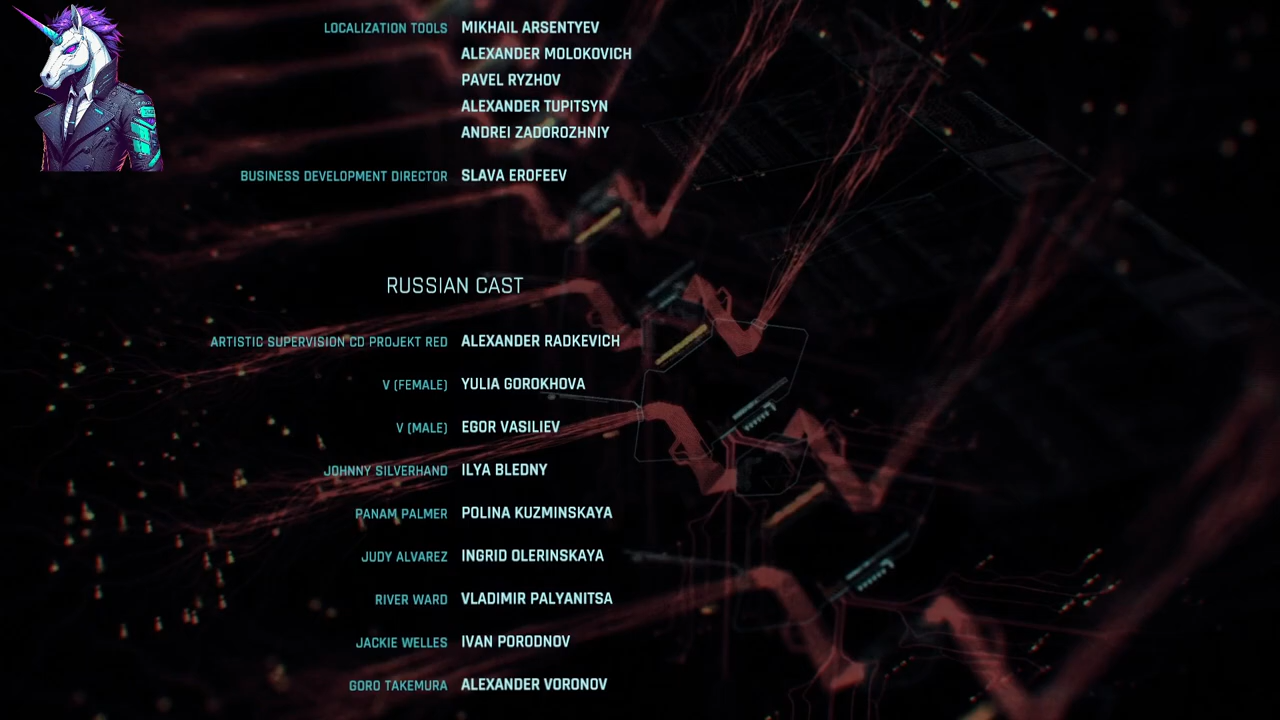 LOCALIZATION TOOLS MIKHAIL ARSENTYEV
ALEXANDER MOLOKOVICH
PAVEL RYZHOV
ALEXANDER TUPITSYN
ANDREI ZADOROZHNIY
BUSINESS DEVELOPMENT DIRECTOR SLAVA EROFEEV
RUSSIAN CAST
ARTISTIC SUPERVISION CD PROJEKT RED ALEXANDER RADKEVICH
V (FEMALE) YULIA GOROKHOVA
V (MALE) EGOR VASILIEV
JOHNNY SILVERHAND ILYA BLEDNY
PANAM PALMER POLINA KUZMINSKAYA
JUDY ALVAREZ INGRID OLERINSKAYA
RIVER WARD VLADIMIR PALYANITSA
JACKIE WELLES IVAN PORODNOV
GORO TAKEMURA ALEXANDER VORONOV